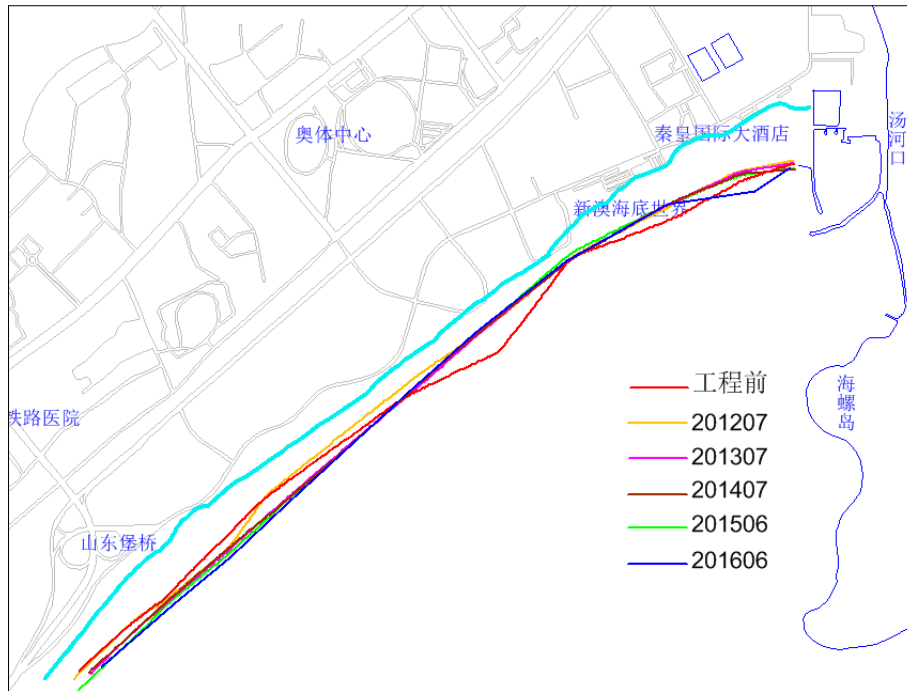 奥体中心
秦皇国际大酒店
汤河口
新澳海底世界
海螺岛
铁路医院
山东堡桥
工程前
201207
201307
201407
201506
201606